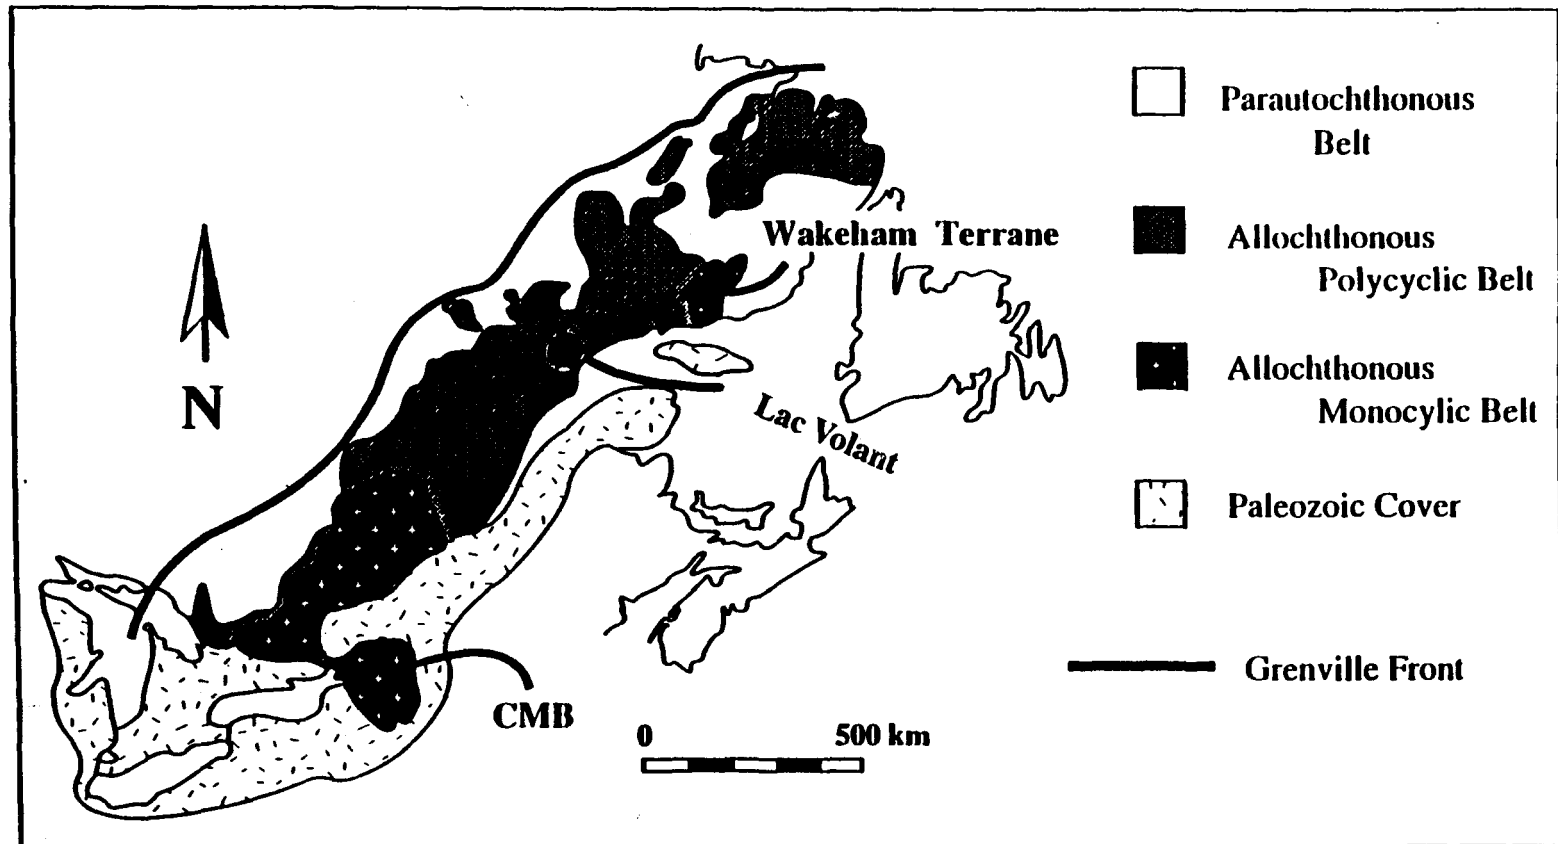 Parautochthonous
Belt
Wakeham Terrane
Allochthonous
Polycyclic Belt
N
Allochthonous
Monocylic Belt
Lac Volant
Paleozoic Cover
Grenville Front
CMB
0 500 km